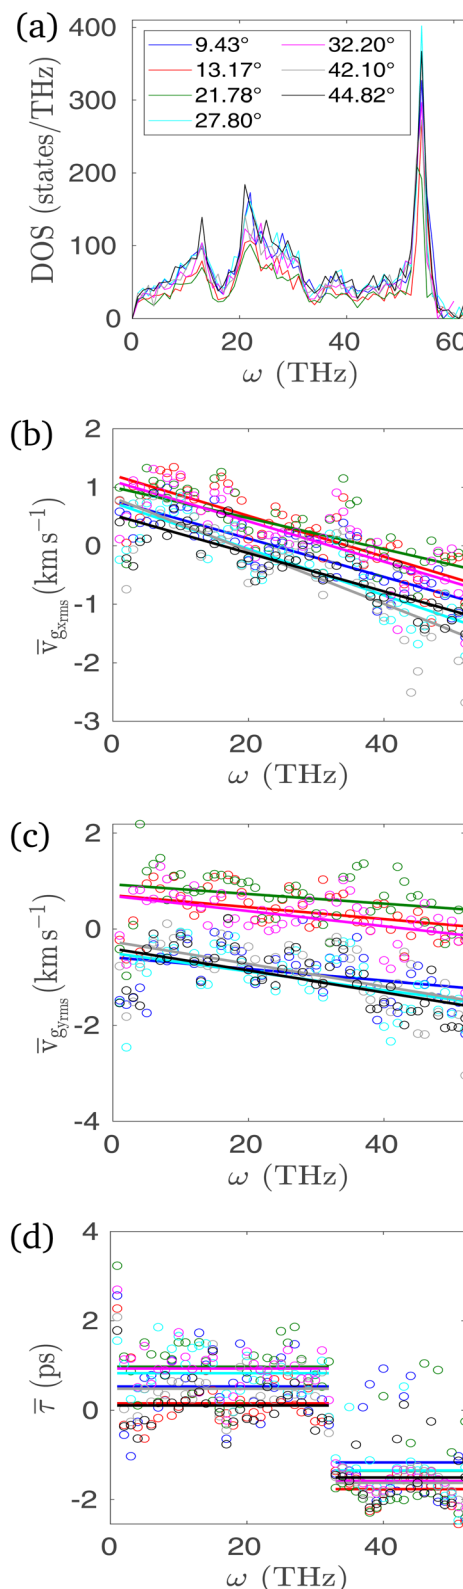 (a)
400
300
200
100
0
DOS (states/THz)
9.43° 32.20°
13.17° 42.10°
21.78° 44.82°
27.80°
0 20 40 60
ω (THz)
(b)
2
1
0
-1
-2
-3
v̅gxrms (km s⁻¹)
0 20 40
ω (THz)
(c)
2
0
-2
-4
v̅gyrms (km s⁻¹)
0 20 40
ω (THz)
(d)
4
2
0
-2
τ̅ (ps)
0 20 40
ω (THz)